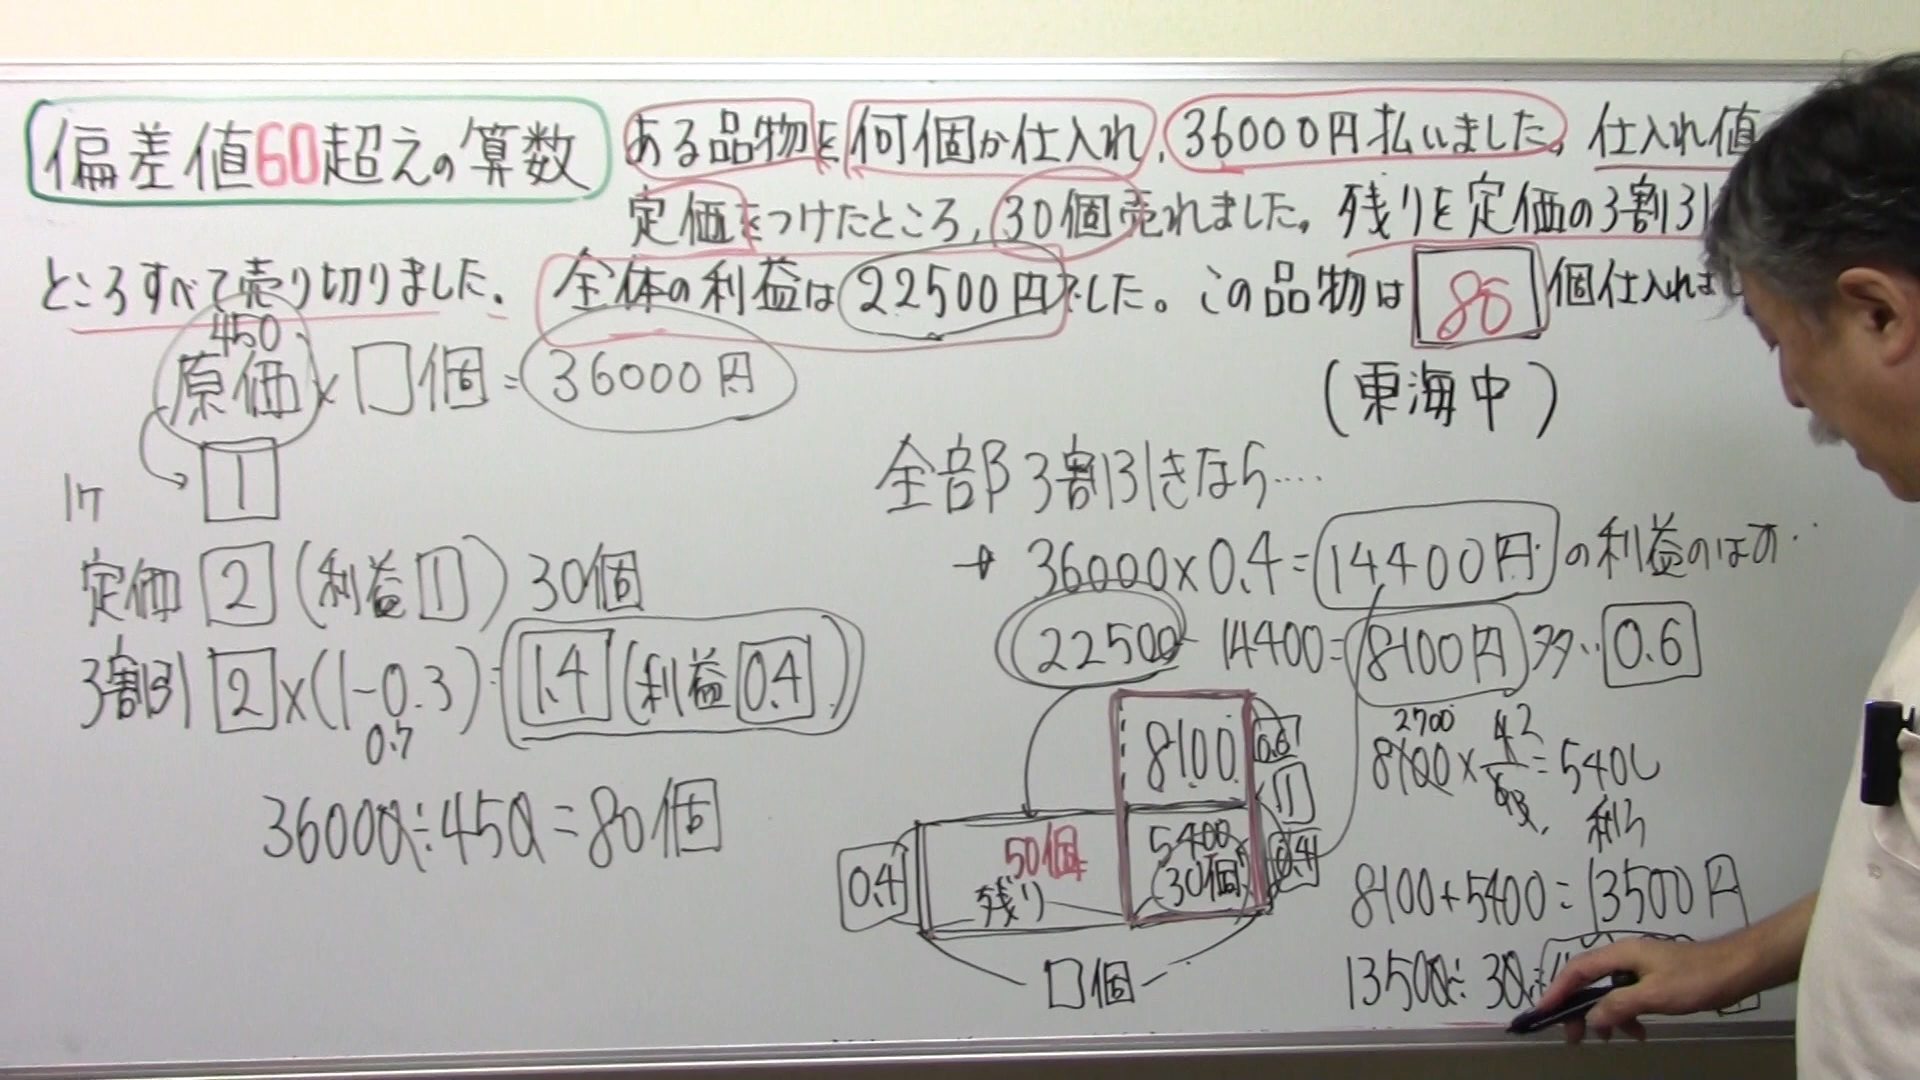 偏差値60超えの算数
ある品物を何個か仕入れ、36000円払いました。仕入れ値
定価をつけたところ、30個売れました。残りを定価の3割引
ところすべて売り切りました。全体の利益は22500円でした。この品物は80個仕入れま
(東海中)
450
原価×□個=36000円
1ヶ 1
定価 2 (利益1) 30個
3割引 2×(1-0.3)=1.4(利益0.4)
0.7
36000÷450=80個
全部3割引きなら‥‥
→ 36000×0.4=14400円の利益のはず‥
22500-14400=8100円多‥0.6
8100 0.6
1
0.4 50個 5400 0.4
残り (30個)
□個
2700 2
8100×4/6=5400
3
8100+5400=13500円
13500÷30=